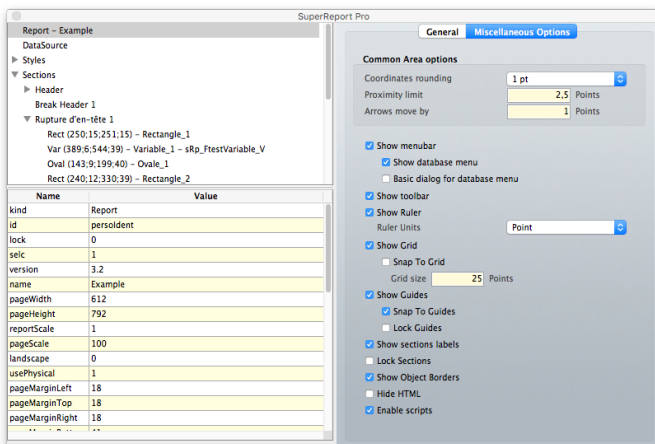 SuperReport Pro
Report – Example
DataSource
Styles
Sections
Header
Break Header 1
Rupture d'en–tête 1
Rect (250;15;251;15) – Rectangle_1
Var (389;6;544;39) – Variable_1 – sRp_FtestVariable_V
Oval (143;9;199;40) – Ovale_1
Rect (240;12;330;39) – Rectangle_2
Name Value
kind Report
id persoIdent
lock 0
selc 1
version 3.2
name Example
pageWidth 612
pageHeight 792
reportScale 1
pageScale 100
landscape 0
usePhysical 1
pageMarginLeft 18
pageMarginTop 18
pageMarginRight 18
General Miscellaneous Options
Common Area options
Coordinates rounding 1 pt
Proximity limit 2,5 Points
Arrows move by 1 Points
Show menubar
Show database menu
Basic dialog for database menu
Show toolbar
Show Ruler
Ruler Units Point
Show Grid
Snap To Grid
Grid size 25 Points
Show Guides
Snap To Guides
Lock Guides
Show sections labels
Lock Sections
Show Object Borders
Hide HTML
Enable scripts